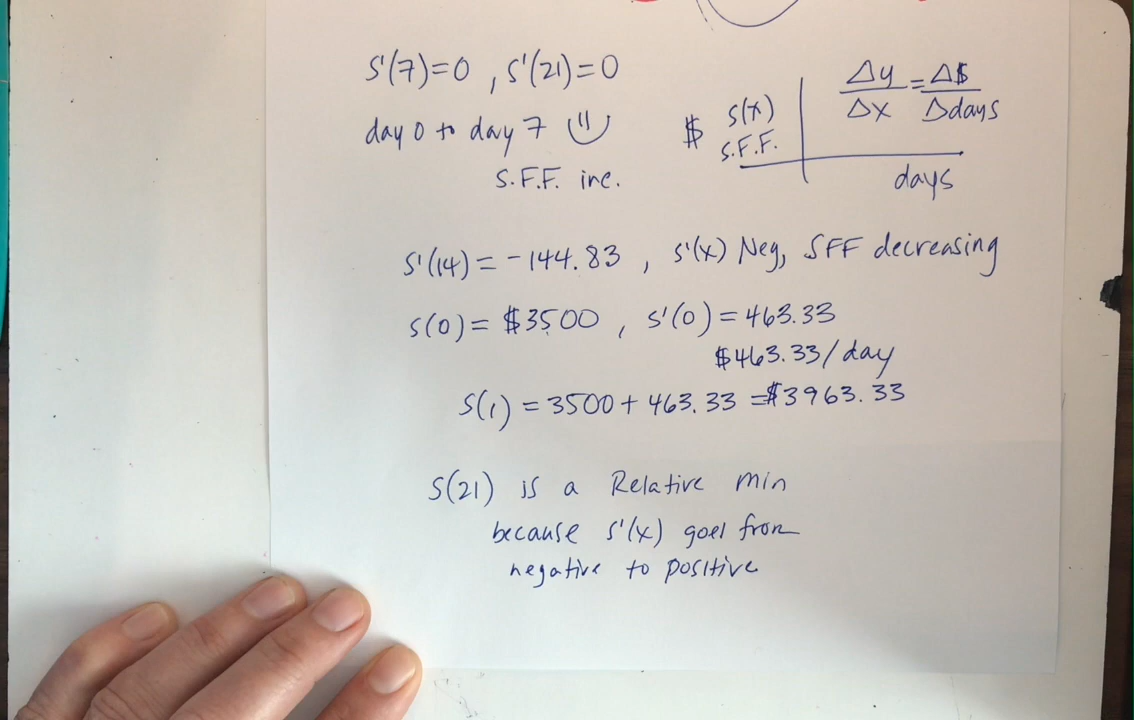 S'(7)=0 , S'(21)=0
day 0 to day 7
S.F.F. inc.
$ S(x)
S.F.F.
Δy/Δx = Δ$/Δdays
days
S'(14) = -144.83 , S'(x) Neg, SFF decreasing
S(0) = $3500 , S'(0) = 463.33
$463.33/day
S(1) = 3500 + 463.33 = $3963.33
S(21) is a Relative min
because S'(x) goes from
negative to positive